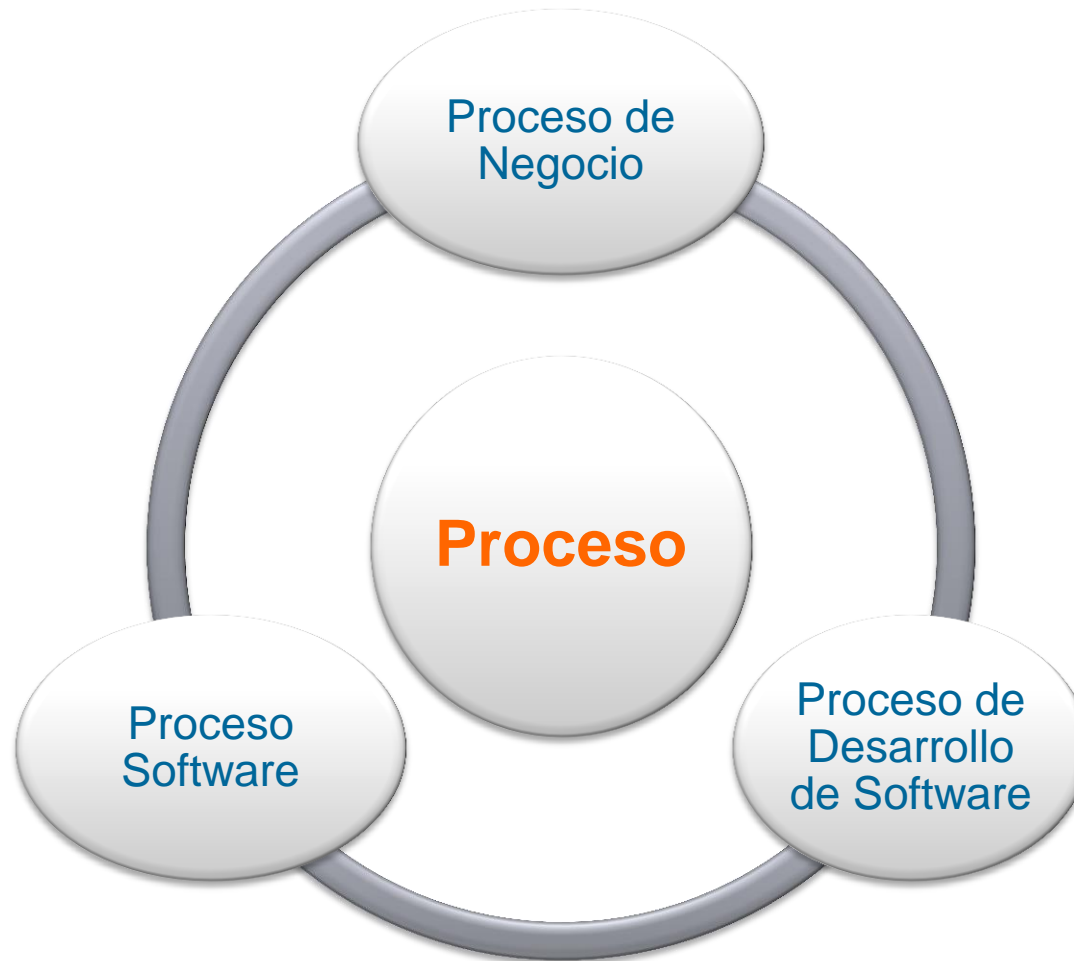 Proceso de
Negocio
Proceso
Proceso
Software
Proceso de
Desarrollo
de Software